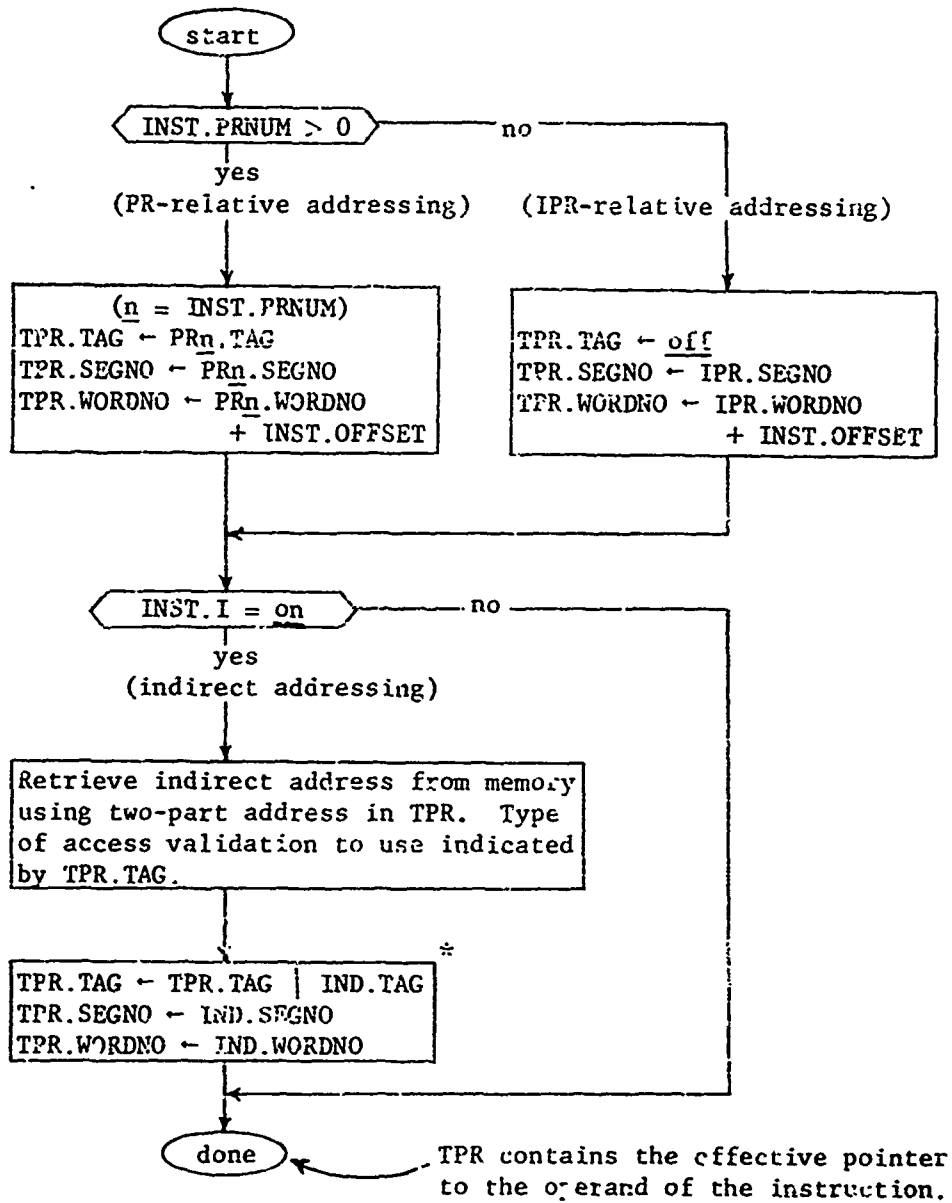 start
INST.PRNUM > 0
no
yes
(PR-relative addressing)
(IPR-relative addressing)
(n = INST.PRNUM)
TPR.TAG ← PRn.TAG
TPR.SEGNO ← PRn.SEGNO
TPR.WORDNO ← PRn.WORDNO
+ INST.OFFSET
TPR.TAG ← off
TPR.SEGNO ← IPR.SEGNO
TPR.WORDNO ← IPR.WORDNO
+ INST.OFFSET
INST.I = on
no
yes
(indirect addressing)
Retrieve indirect address from memory
using two-part address in TPR. Type
of access validation to use indicated
by TPR.TAG.
*
TPR.TAG ← TPR.TAG | IND.TAG
TPR.SEGNO ← IND.SEGNO
TPR.WORDNO ← IND.WORDNO
done
TPR contains the effective pointer
to the operand of the instruction.